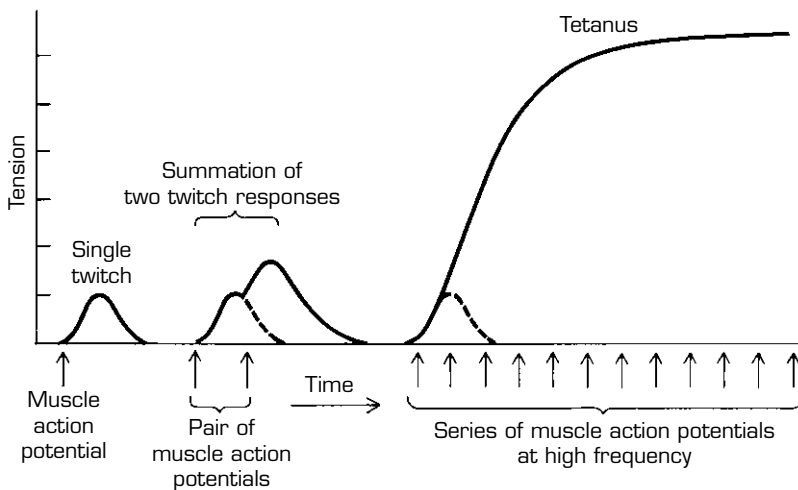 Tetanus
Tension
Summation of
two twitch responses
Single
twitch
Time
Muscle
action
potential
Pair of
muscle action
potentials
Series of muscle action potentials
at high frequency